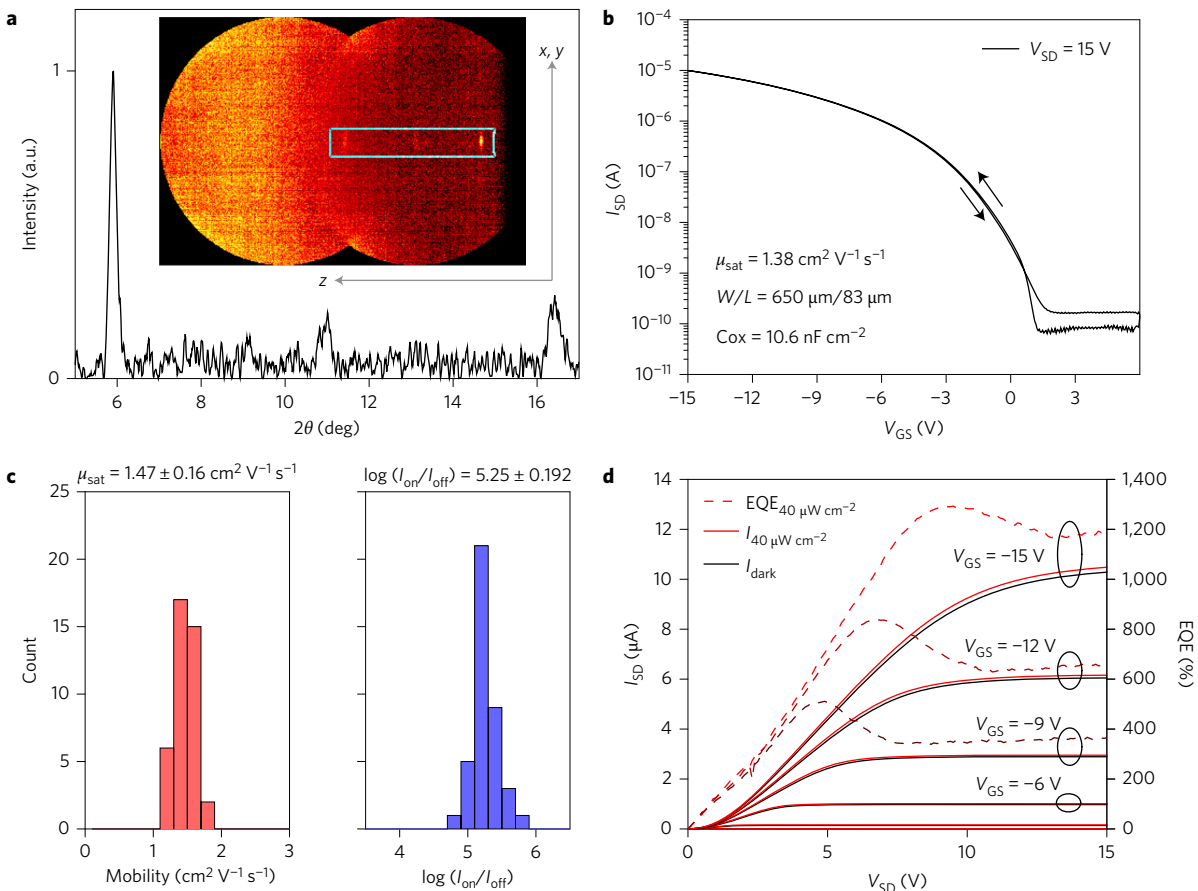 a
x, y
z
1
0
Intensity (a.u.)
6 8 10 12 14 16
2θ (deg)
b
V_SD = 15 V
10⁻⁴
10⁻⁵
10⁻⁶
10⁻⁷
10⁻⁸
10⁻⁹
10⁻¹⁰
10⁻¹¹
I_SD (A)
μ_sat = 1.38 cm² V⁻¹ s⁻¹
W/L = 650 μm/83 μm
Cox = 10.6 nF cm⁻²
−15 −12 −9 −6 −3 0 3
V_GS (V)
c
μ_sat = 1.47 ± 0.16 cm² V⁻¹ s⁻¹
log (I_on/I_off) = 5.25 ± 0.192
25
20
15
10
5
0
Count
0 1 2 3
Mobility (cm² V⁻¹ s⁻¹)
4 5 6
log (I_on/I_off)
d
EQE_40 μW cm⁻²
I_40 μW cm⁻²
I_dark
V_GS = −15 V
V_GS = −12 V
V_GS = −9 V
V_GS = −6 V
14
12
10
8
6
4
2
0
I_SD (μA)
1,400
1,200
1,000
800
600
400
200
0
EQE (%)
0 5 10 15
V_SD (V)